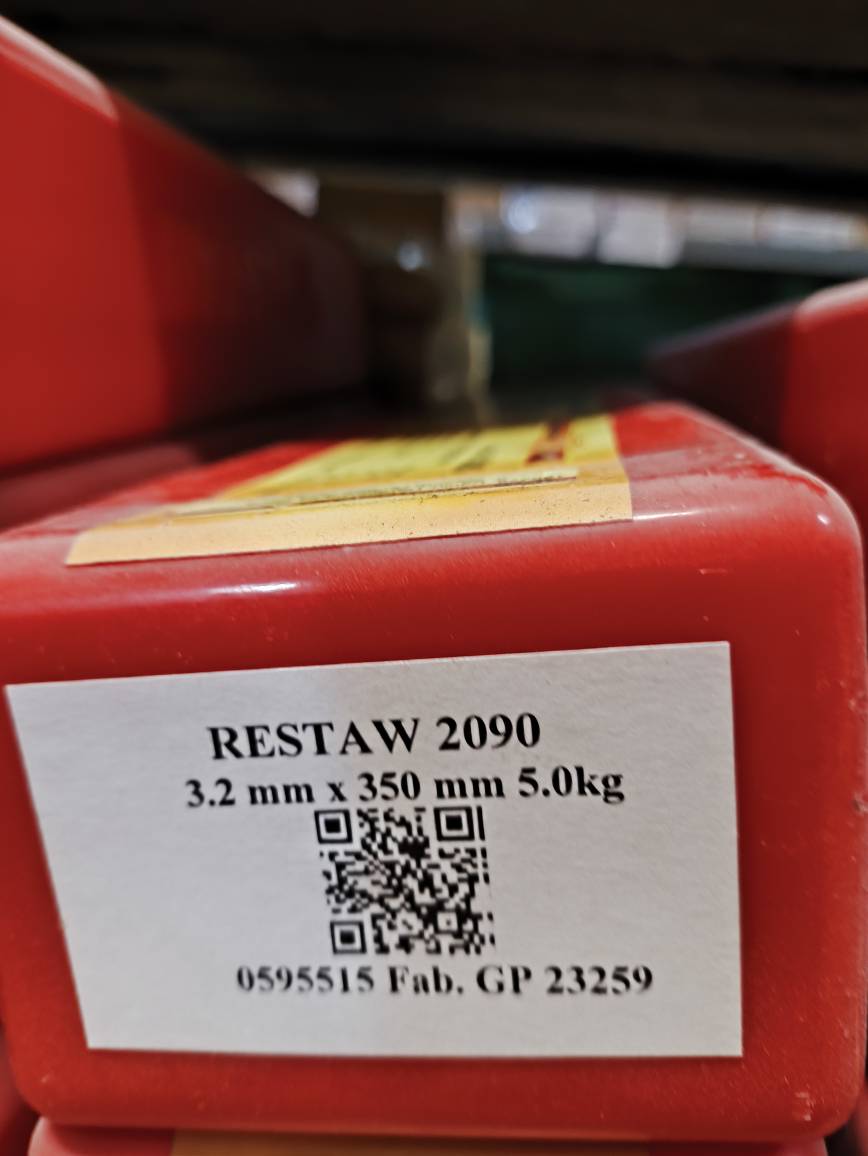 RESTAW 2090
3.2 mm x 350 mm 5.0kg
0595515 Fab. GP 23259